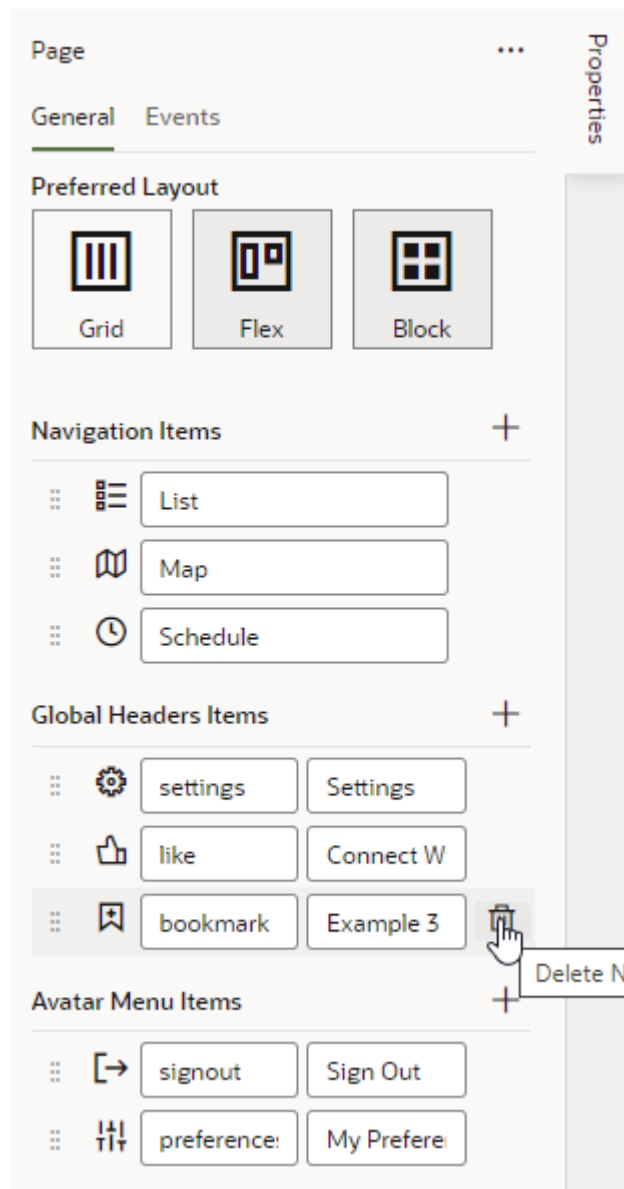 Page
Properties
General Events
Preferred Layout
Grid Flex Block
Navigation Items
List
Map
Schedule
Global Headers Items
settings Settings
like Connect W
bookmark Example 3
Delete N
Avatar Menu Items
signout Sign Out
preferences My Prefere